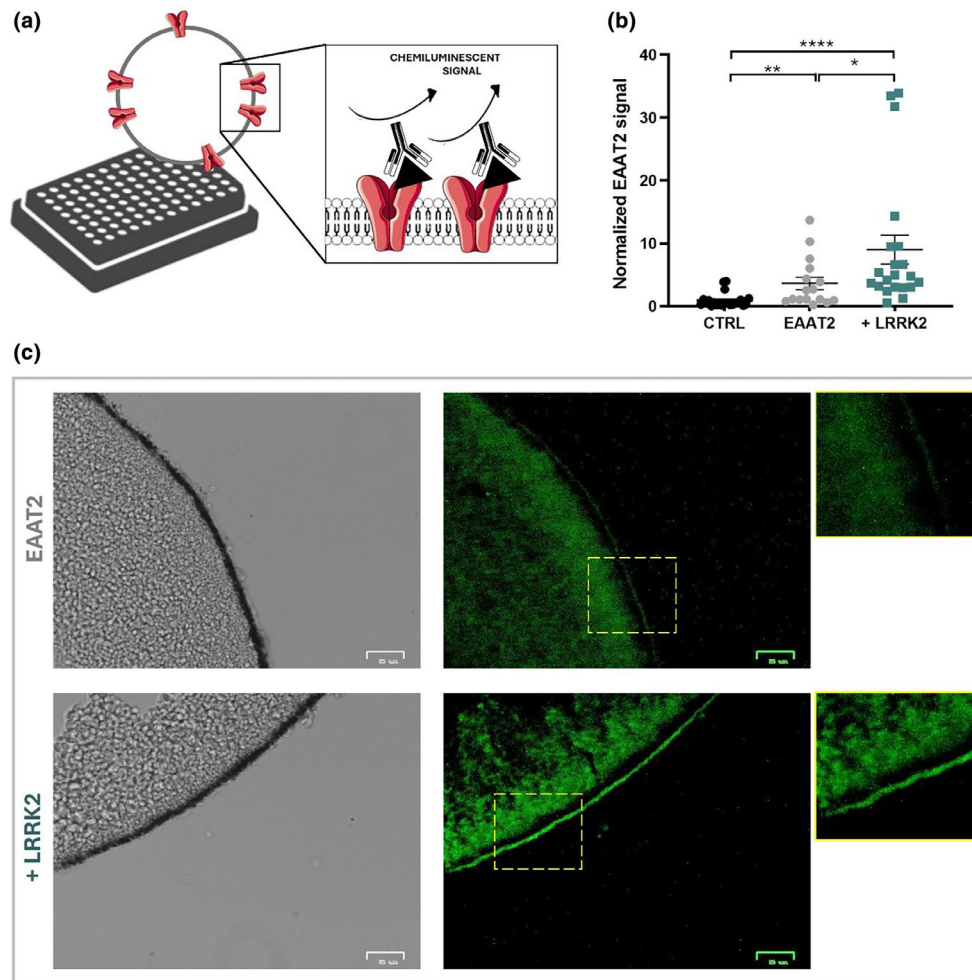 (a)
CHEMILUMINESCENT
SIGNAL
(b)
Normalized EAAT2 signal
40
30
20
10
0
****
**
*
CTRL
EAAT2
+ LRRK2
(c)
EAAT2
+ LRRK2